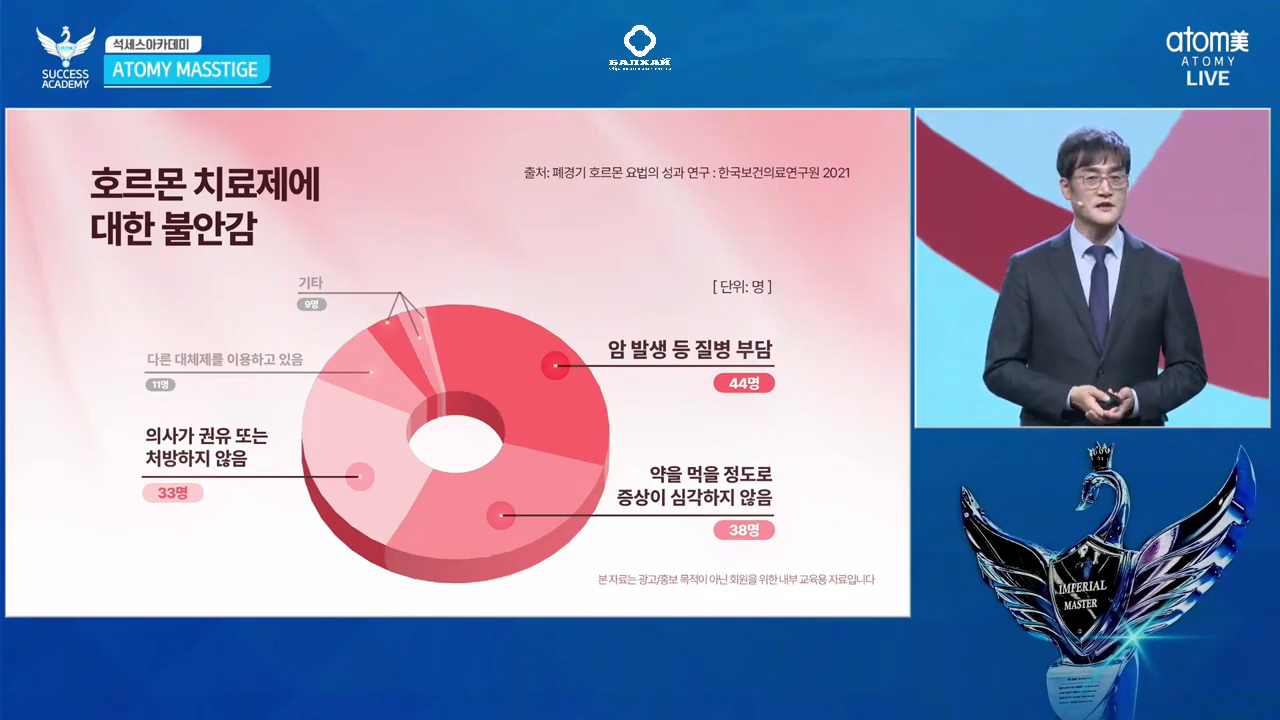 석세스아카데미
SUCCESS
ACADEMY
ATOMY MASSTIGE
БАЛХАЙ
atom美
ATOMY
LIVE
호르몬 치료제에
대한 불안감
출처: 폐경기 호르몬 요법의 성과 연구 : 한국보건의료연구원 2021
[ 단위: 명 ]
기타
9명
다른 대체제를 이용하고 있음
11명
의사가 권유 또는
처방하지 않음
33명
암 발생 등 질병 부담
44명
약을 먹을 정도로
증상이 심각하지 않음
38명
본 자료는 광고/홍보 목적이 아닌 회원을 위한 내부 교육용 자료입니다
IMPERIAL
MASTER